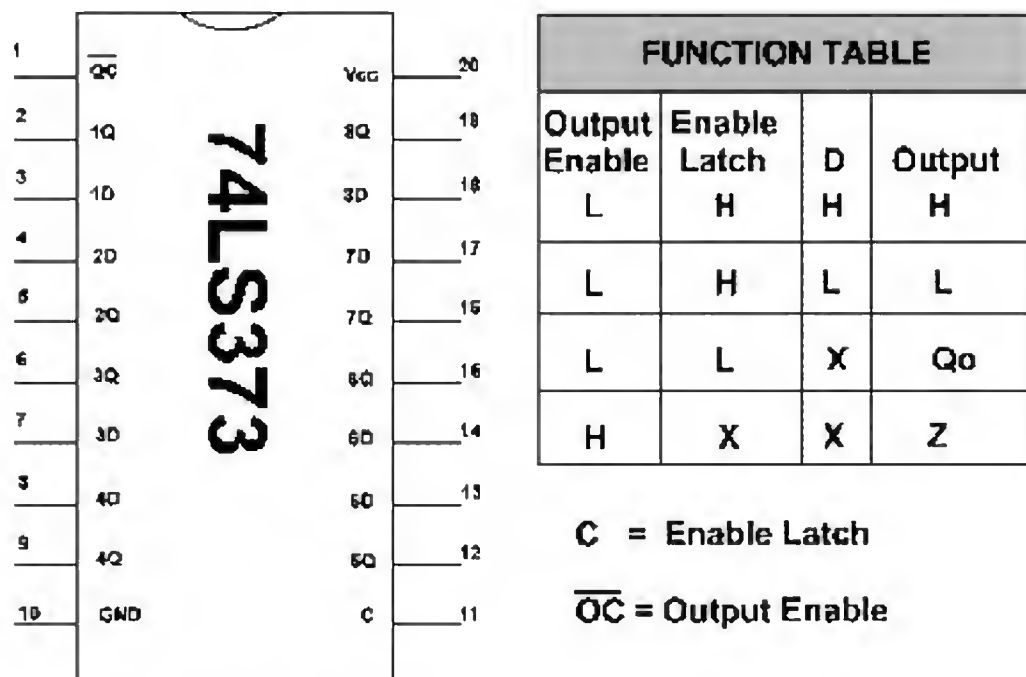 1 OC Vcc 20
2 1Q 8Q 19
3 1D 8D 18
4 2D 7D 17
5 2Q 7Q 16
6 3Q 6Q 15
7 3D 6D 14
8 4D 5D 13
9 4Q 5Q 12
10 GND C 11
74LS373
FUNCTION TABLE
Output Enable Enable Latch D Output
L H H H
L H L L
L L X Qo
H X X Z
C = Enable Latch
OC = Output Enable